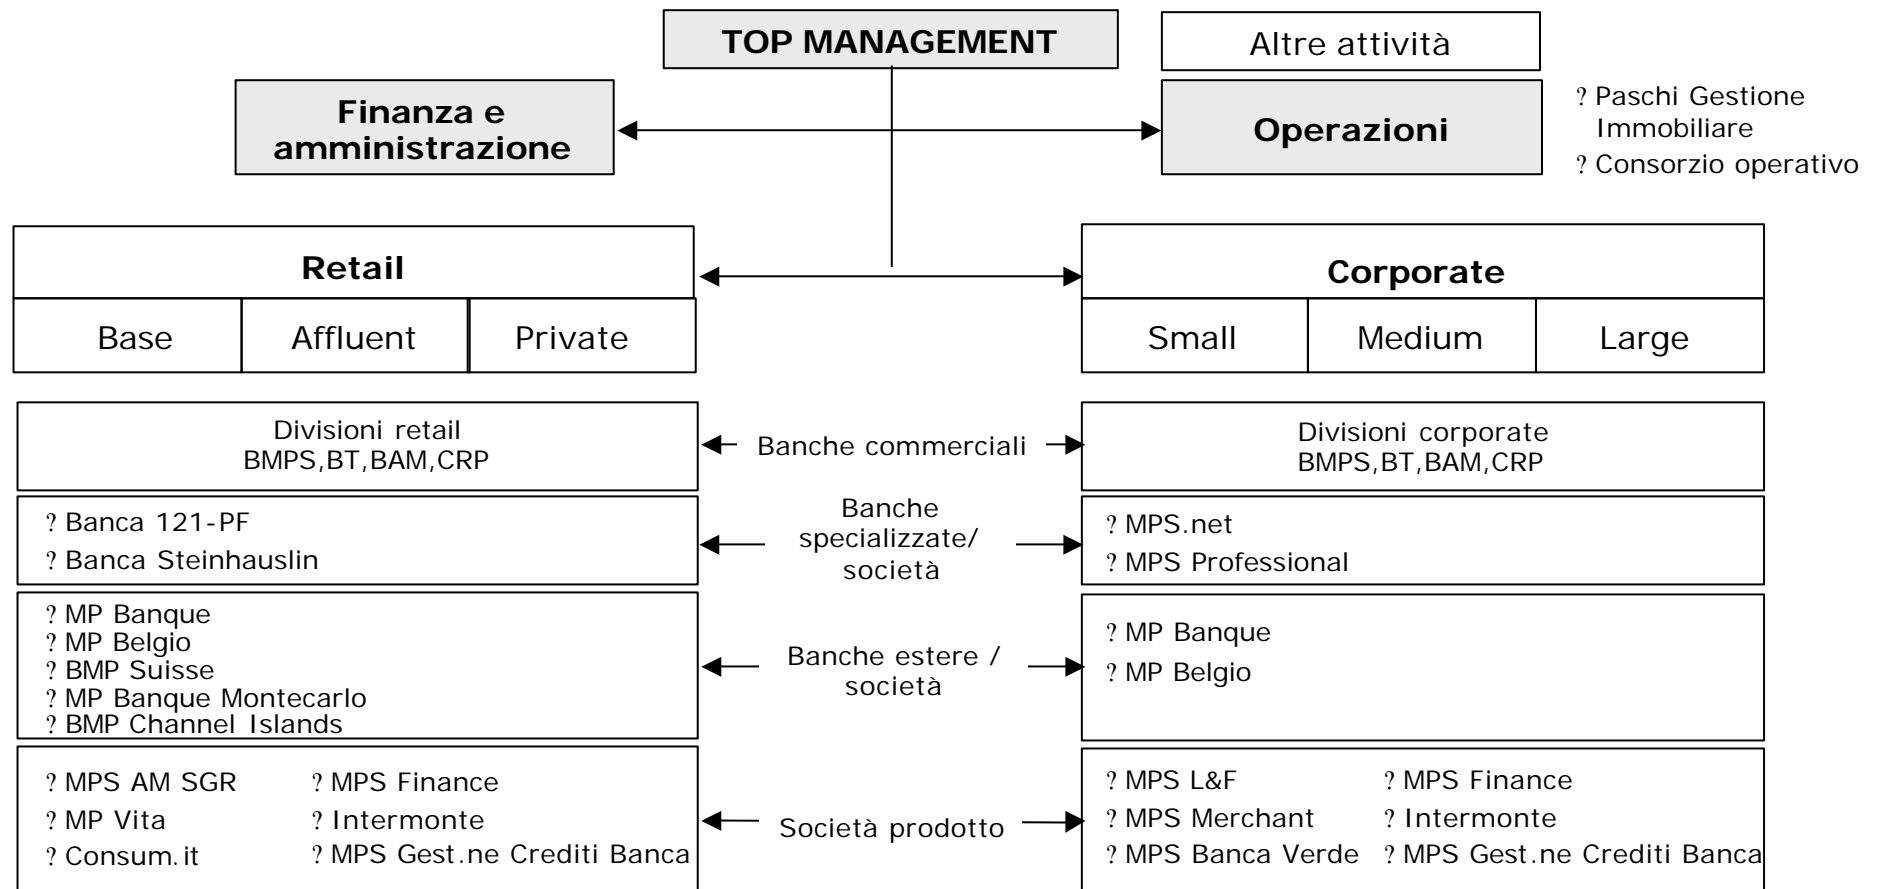 TOP MANAGEMENT
Altre attività
Finanza e
amministrazione
Operazioni
? Paschi Gestione
Immobiliare
? Consorzio operativo
Retail
Corporate
Base
Affluent
Private
Small
Medium
Large
Divisioni retail
BMPS,BT,BAM,CRP
Banche commerciali
Divisioni corporate
BMPS,BT,BAM,CRP
? Banca 121-PF
? Banca Steinhauslin
Banche
specializzate/
società
? MPS.net
? MPS Professional
? MP Banque
? MP Belgio
? BMP Suisse
? MP Banque Montecarlo
? BMP Channel Islands
Banche estere /
società
? MP Banque
? MP Belgio
? MPS AM SGR
? MPS Finance
? MP Vita
? Intermonte
? Consum.it
? MPS Gest.ne Crediti Banca
Società prodotto
? MPS L&F
? MPS Finance
? MPS Merchant
? Intermonte
? MPS Banca Verde
? MPS Gest.ne Crediti Banca